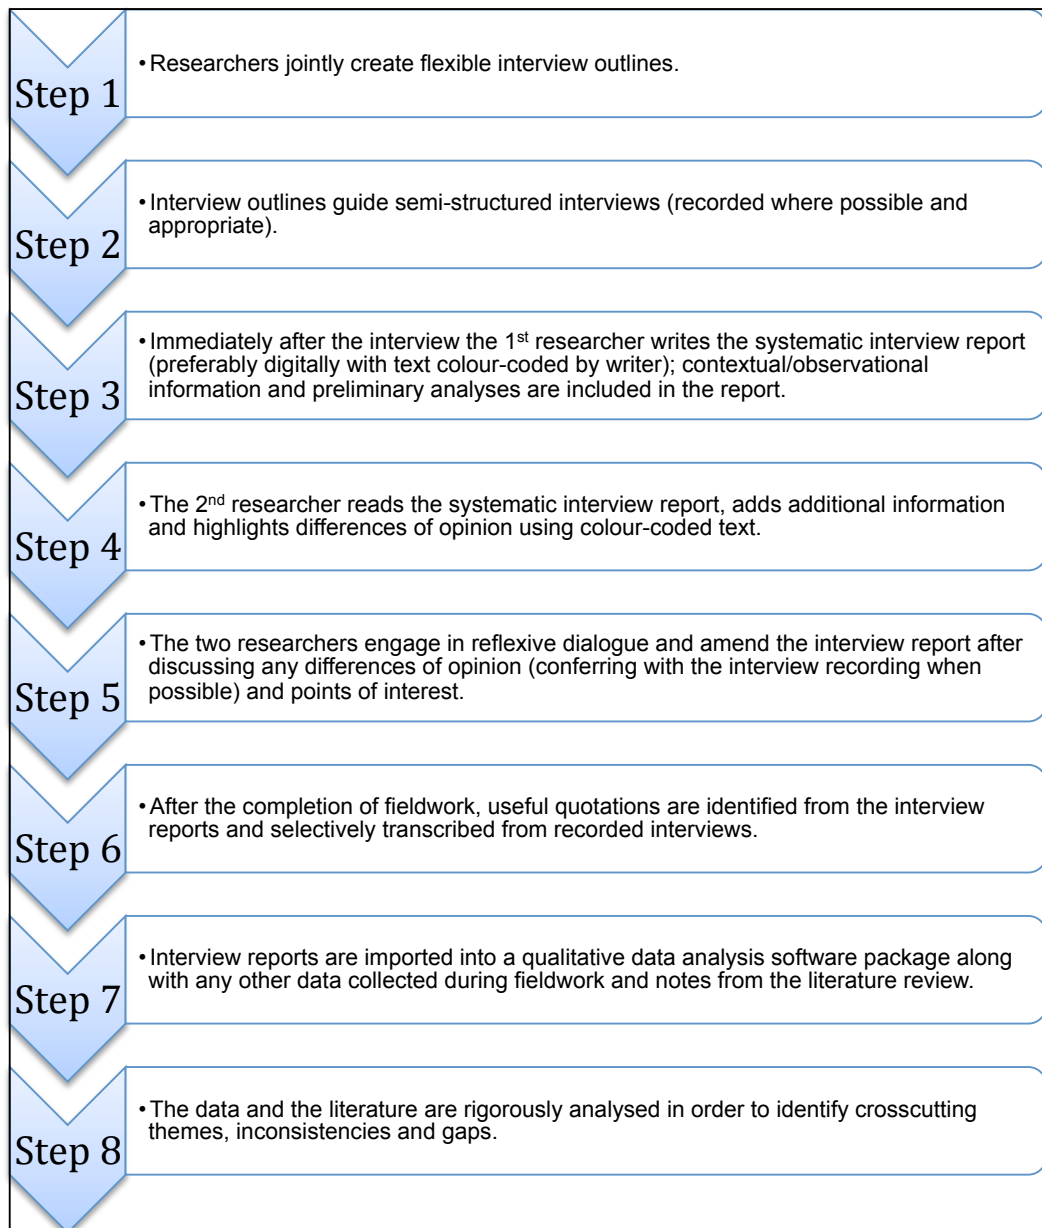 Step 1
• Researchers jointly create flexible interview outlines.
Step 2
• Interview outlines guide semi-structured interviews (recorded where possible and
appropriate).
Step 3
• Immediately after the interview the 1st researcher writes the systematic interview report
(preferably digitally with text colour-coded by writer); contextual/observational
information and preliminary analyses are included in the report.
Step 4
• The 2nd researcher reads the systematic interview report, adds additional information
and highlights differences of opinion using colour-coded text.
Step 5
• The two researchers engage in reflexive dialogue and amend the interview report after
discussing any differences of opinion (conferring with the interview recording when
possible) and points of interest.
Step 6
• After the completion of fieldwork, useful quotations are identified from the interview
reports and selectively transcribed from recorded interviews.
Step 7
• Interview reports are imported into a qualitative data analysis software package along
with any other data collected during fieldwork and notes from the literature review.
Step 8
• The data and the literature are rigorously analysed in order to identify crosscutting
themes, inconsistencies and gaps.